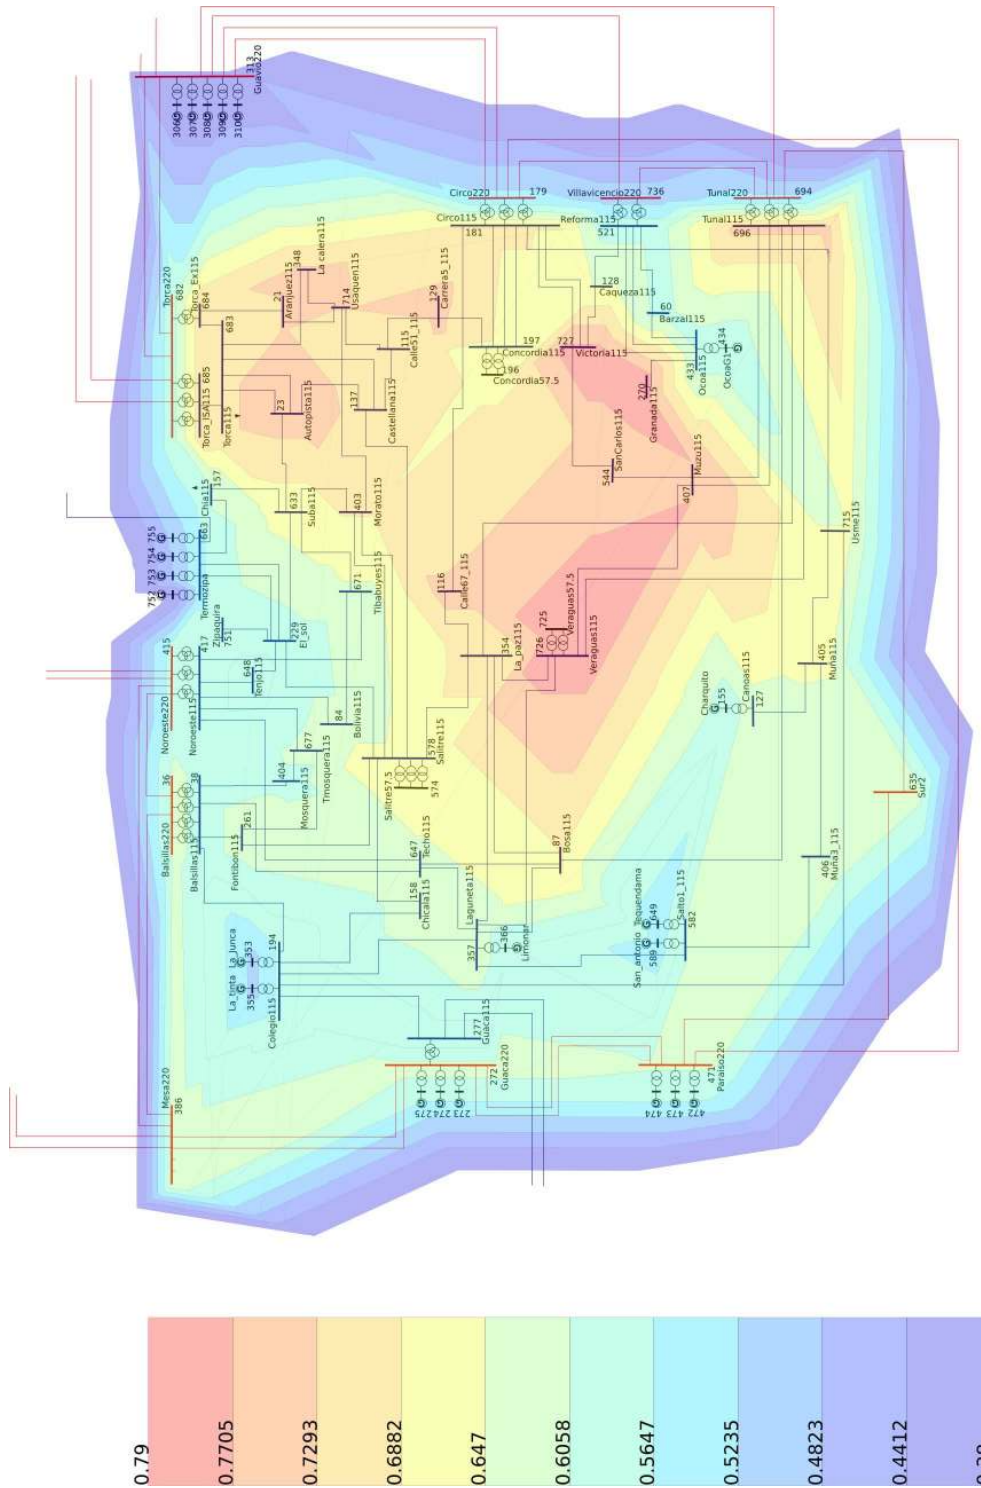 313
Guavio220
306
307
308
309
310
Torca220
682
Torca_Ex115
684
683
685
Torca_ISA115
Torca115
21
Aranjuez115
348
La calera115
714
Usaquen115
129
Carrera5_115
115
Calle51_115
23
Autopista115
137
Castellana115
Circo220
179
Circo115
181
Villavicencio220
736
Reforma115
521
Tunal220
694
Tunal115
696
128
Caqueza115
60
Barzal115
197
Concordia115
196
Concordia57.5
727
Victoria115
270
Granada115
433
Ocoa115
434
OcoaG1
544
SanCarlos115
407
Muzu115
Chia115
157
633
Suba115
403
Morato115
755
754
753
752
663
Termozipa
Zipaquira
751
229
El_sol
671
Tibabuyes115
116
Calle67_115
354
La_paz115
725
Veraguas57.5
726
Veraguas115
715
Usme115
415
Noroeste220
417
Noroeste115
648
Tenjo115
84
Bolivia115
677
Tmosquera115
404
Mosquera115
578
Salitre115
Salitre57.5
574
Charquito
155
Canoas115
127
405
Muña115
635
Sur2
36
Balsillas220
38
Balsillas115
261
Fontibon115
647
Techo115
158
Chicala115
87
Bosa115
406
Muña3_115
Laguneta115
357
366
Limonar
Tequendama
649
San_antonio
589
Salto1_115
582
La_Junca
353
La_tinta
355
194
Colegio115
277
Guaca115
272
Guaca220
275
274
273
471
Paraiso220
474
473
472
Mesa220
386
0.79
0.7705
0.7293
0.6882
0.647
0.6058
0.5647
0.5235
0.4823
0.4412